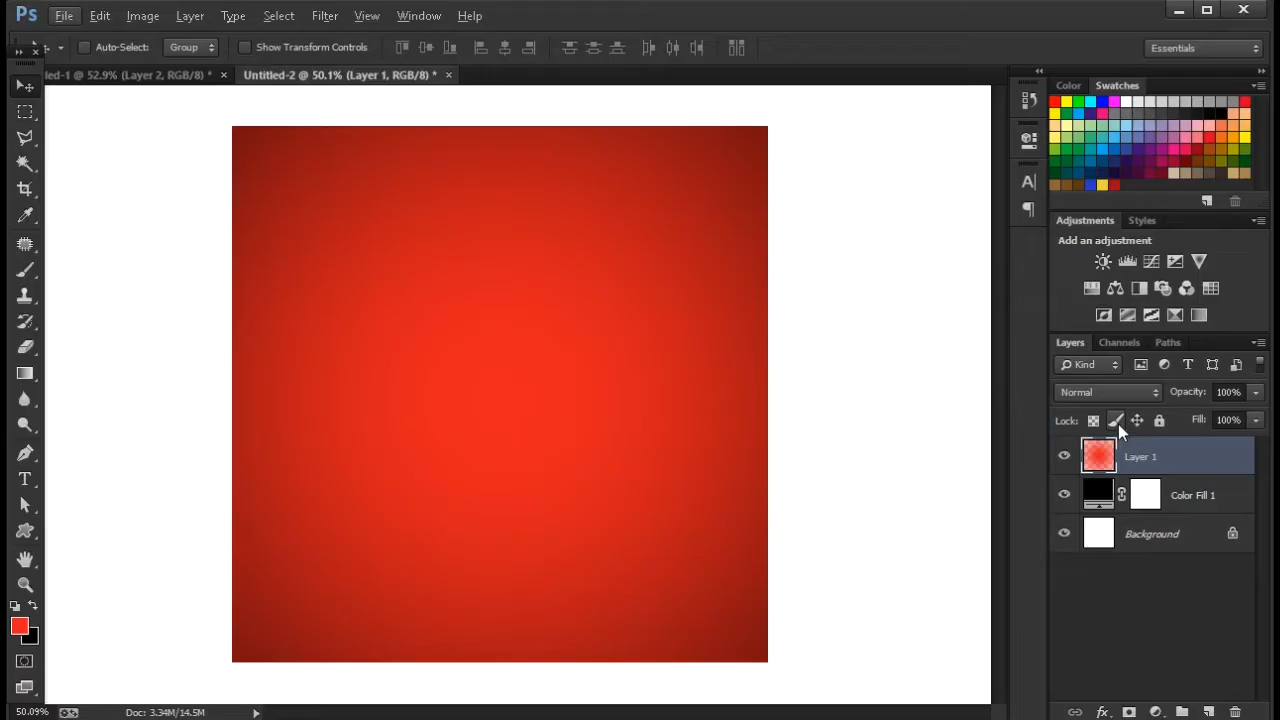 Ps File Edit Image Layer Type Select Filter View Window Help
Auto-Select: Group Show Transform Controls Essentials
led-1 @ 52.9% (Layer 2, RGB/8) * × Untitled-2 @ 50.1% (Layer 1, RGB/8) * ×
Color Swatches
Adjustments Styles
Add an adjustment
Layers Channels Paths
Kind T
Normal Opacity: 100%
Lock: Fill: 100%
Layer 1
Color Fill 1
Background
A
T
50.09% Doc: 3.34M/14.5M fx